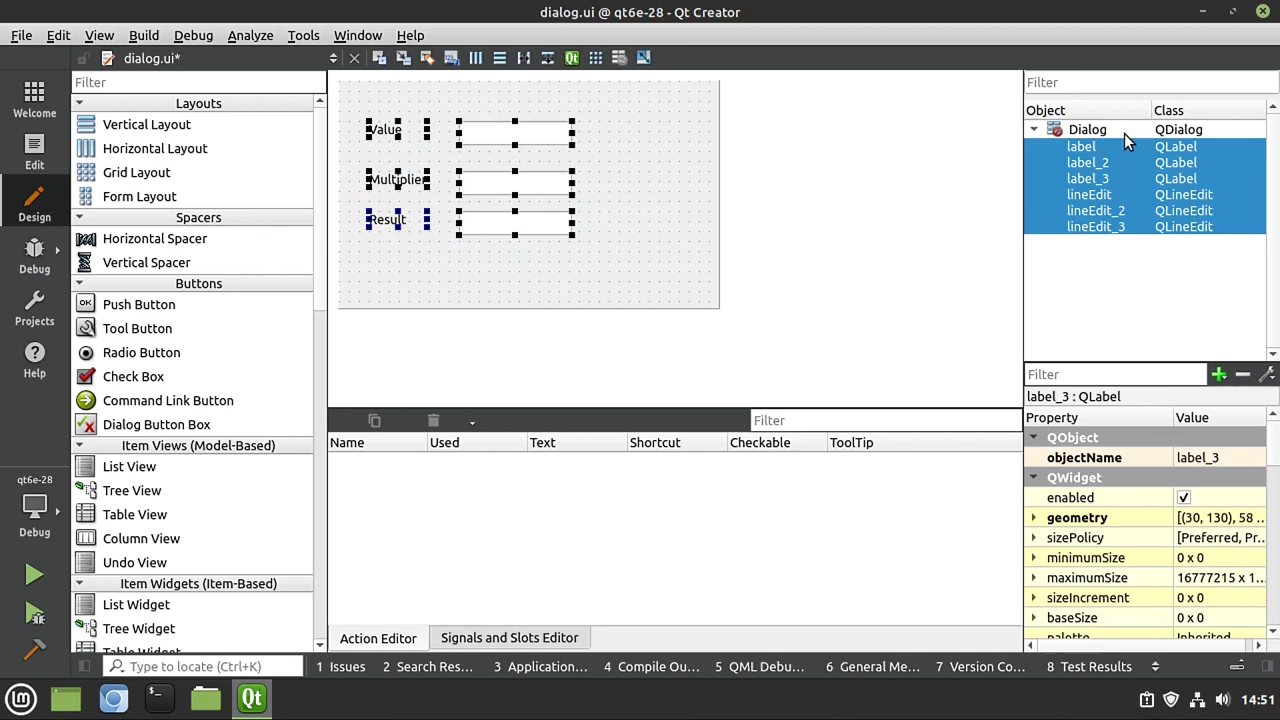 dialog.ui @ qt6e-28 - Qt Creator
File Edit View Build Debug Analyze Tools Window Help
dialog.ui*
Welcome
Edit
Design
Debug
Projects
Help
qt6e-28
Debug
Filter
Layouts
Vertical Layout
Horizontal Layout
Grid Layout
Form Layout
Spacers
Horizontal Spacer
Vertical Spacer
Buttons
OK Push Button
Tool Button
Radio Button
Check Box
Command Link Button
Dialog Button Box
Item Views (Model-Based)
List View
Tree View
Table View
Column View
Undo View
Item Widgets (Item-Based)
List Widget
Tree Widget
Table Widget
Value
Multiplier
Result
Filter
Name Used Text Shortcut Checkable ToolTip
Action Editor Signals and Slots Editor
Filter
Object Class
Dialog QDialog
label QLabel
label_2 QLabel
label_3 QLabel
lineEdit QLineEdit
lineEdit_2 QLineEdit
lineEdit_3 QLineEdit
Filter
label_3 : QLabel
Property Value
QObject
objectName label_3
QWidget
enabled
geometry [(30, 130), 58 ...
sizePolicy [Preferred, Pr...
minimumSize 0 x 0
maximumSize 16777215 x 1...
sizeIncrement 0 x 0
baseSize 0 x 0
palette Inherited
Type to locate (Ctrl+K) 1 Issues 2 Search Res... 3 Application... 4 Compile Ou... 5 QML Debu... 6 General Me... 7 Version Co... 8 Test Results
Qt 14:51